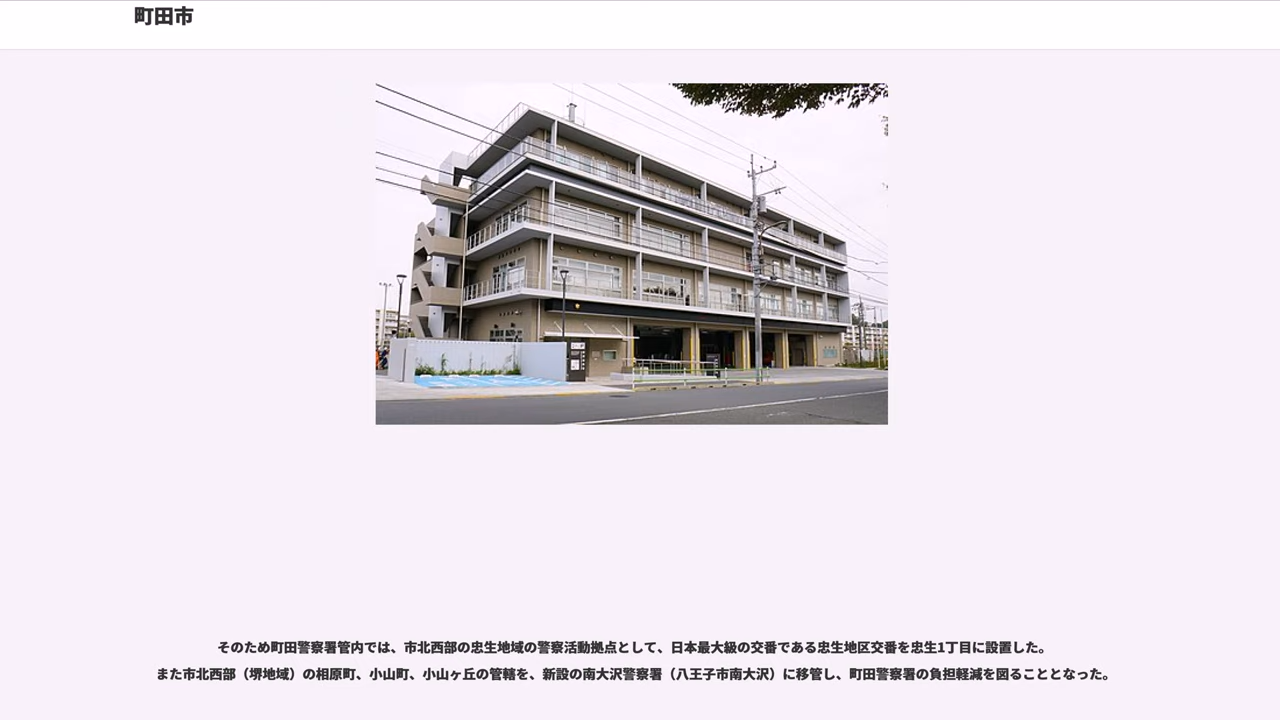 町田市
そのため町田警察署管内では、市北西部の忠生地域の警察活動拠点として、日本最大級の交番である忠生地区交番を忠生1丁目に設置した。
また市北西部（堺地域）の相原町、小山町、小山ヶ丘の管轄を、新設の南大沢警察署（八王子市南大沢）に移管し、町田警察署の負担軽減を図ることとなった。